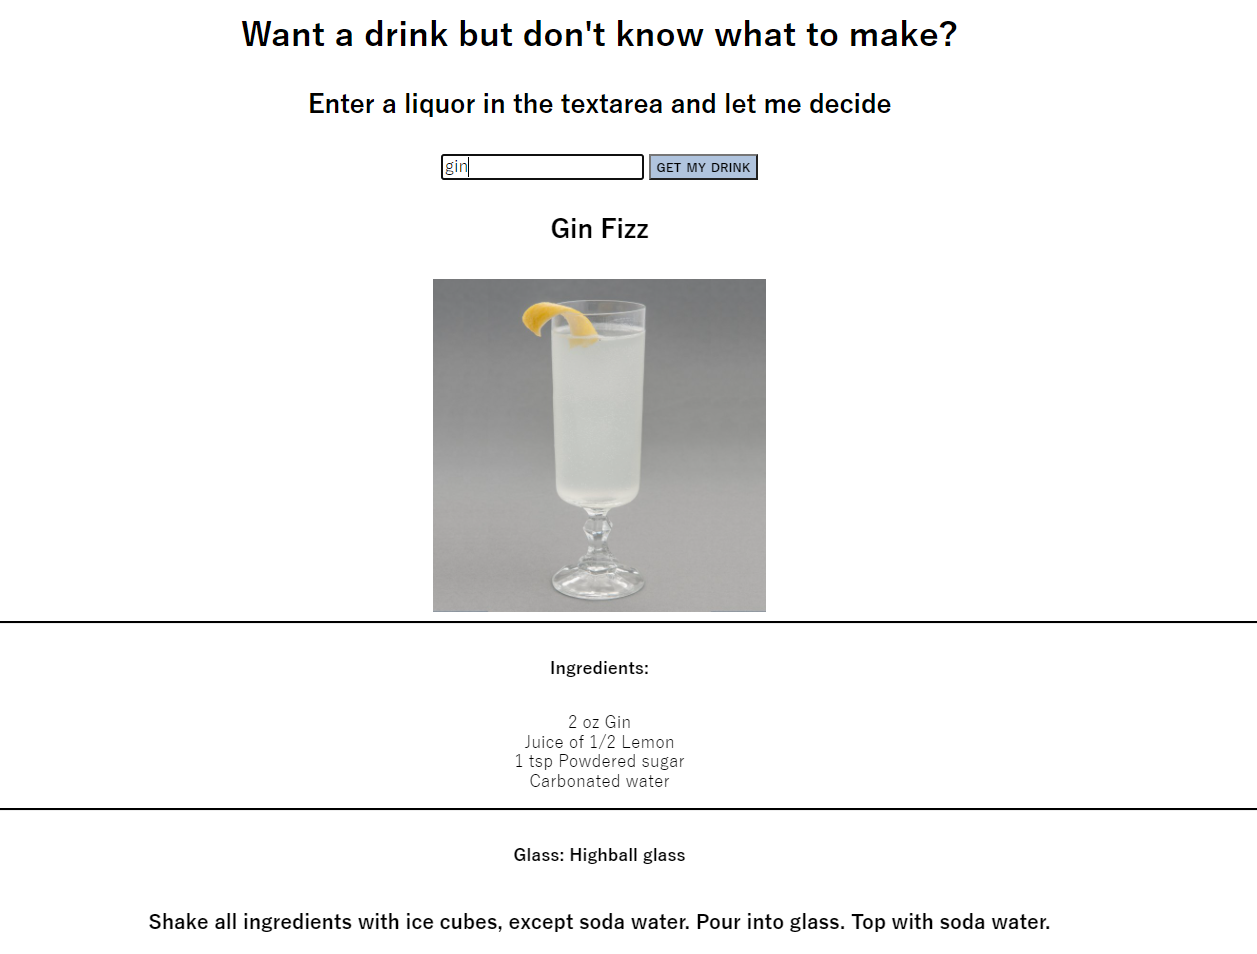 Want a drink but don't know what to make?
Enter a liquor in the textarea and let me decide
gin GET MY DRINK
Gin Fizz
Ingredients:
2 oz Gin
Juice of 1/2 Lemon
1 tsp Powdered sugar
Carbonated water
Glass: Highball glass
Shake all ingredients with ice cubes, except soda water. Pour into glass. Top with soda water.